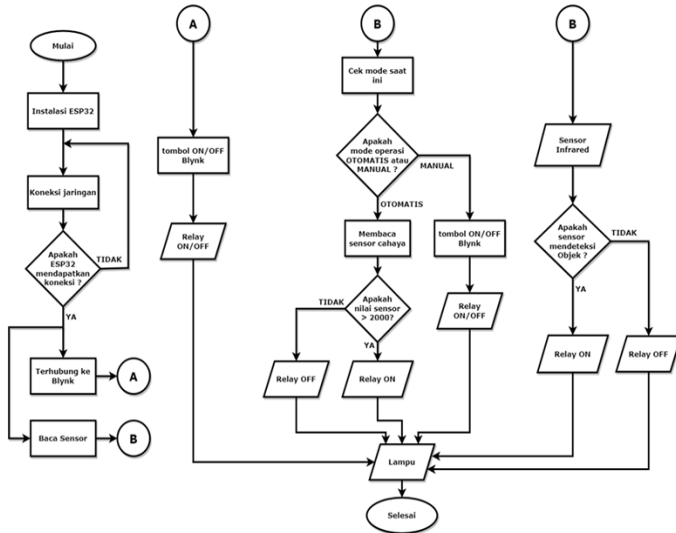 Mulai
Instalasi ESP32
Koneksi jaringan
Apakah
ESP32
mendapatkan
koneksi ?
TIDAK
YA
Terhubung ke
Blynk
A
Baca Sensor
B
A
tombol ON/OFF
Blynk
Relay
ON/OFF
B
Cek mode saat
ini
Apakah
mode operasi
OTOMATIS atau
MANUAL ?
MANUAL
OTOMATIS
Membaca
sensor cahaya
tombol ON/OFF
Blynk
Apakah
nilai sensor
> 2000?
TIDAK
YA
Relay
ON/OFF
Relay OFF
Relay ON
B
Sensor
Infrared
Apakah
sensor
mendeteksi
Objek ?
TIDAK
YA
Relay ON
Relay OFF
Lampu
Selesai